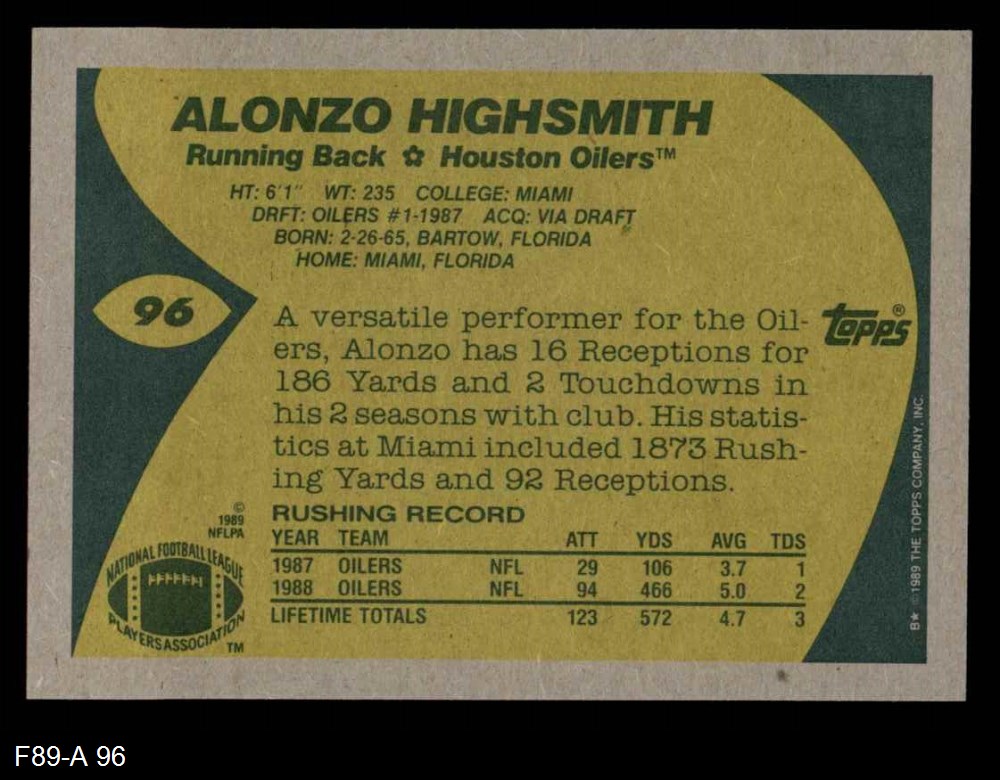 ALONZO HIGHSMITH
Running Back ✩ Houston Oilers™
HT: 6'1" WT: 235 COLLEGE: MIAMI
DRFT: OILERS #1-1987 ACQ: VIA DRAFT
BORN: 2-26-65, BARTOW, FLORIDA
HOME: MIAMI, FLORIDA
96
A versatile performer for the Oil-
ers, Alonzo has 16 Receptions for
186 Yards and 2 Touchdowns in
his 2 seasons with club. His statis-
tics at Miami included 1873 Rush-
ing Yards and 92 Receptions.
topps®
B★ ©1989 THE TOPPS COMPANY, INC.
RUSHING RECORD
YEAR TEAM ATT YDS AVG TDS
1987 OILERS NFL 29 106 3.7 1
1988 OILERS NFL 94 466 5.0 2
LIFETIME TOTALS 123 572 4.7 3
©
1989
NFLPA
NATIONAL FOOTBALL LEAGUE
PLAYERS ASSOCIATION
TM
F89-A 96